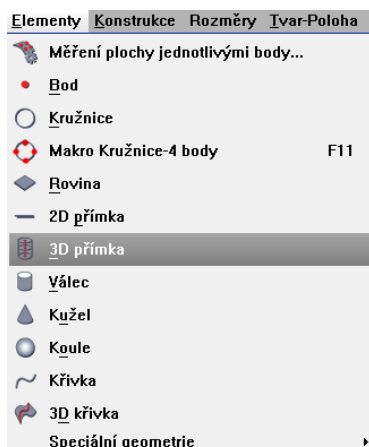 Elementy Konstrukce Rozměry Tvar-Poloha
Měření plochy jednotlivými body...
Bod
Kružnice
Makro Kružnice-4 body F11
Rovina
2D přímka
3D přímka
Válec
Kužel
Koule
Křivka
3D křivka
Speciální geometrie